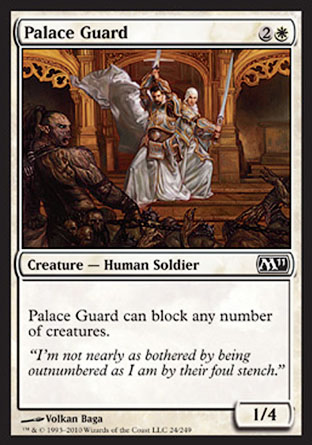 Palace Guard 2
Creature — Human Soldier M11
Palace Guard can block any number
of creatures.
“I’m not nearly as bothered by being
outnumbered as I am by their foul stench.”
Volkan Baga
™ & © 1993–2010 Wizards of the Coast LLC 24/249
1/4